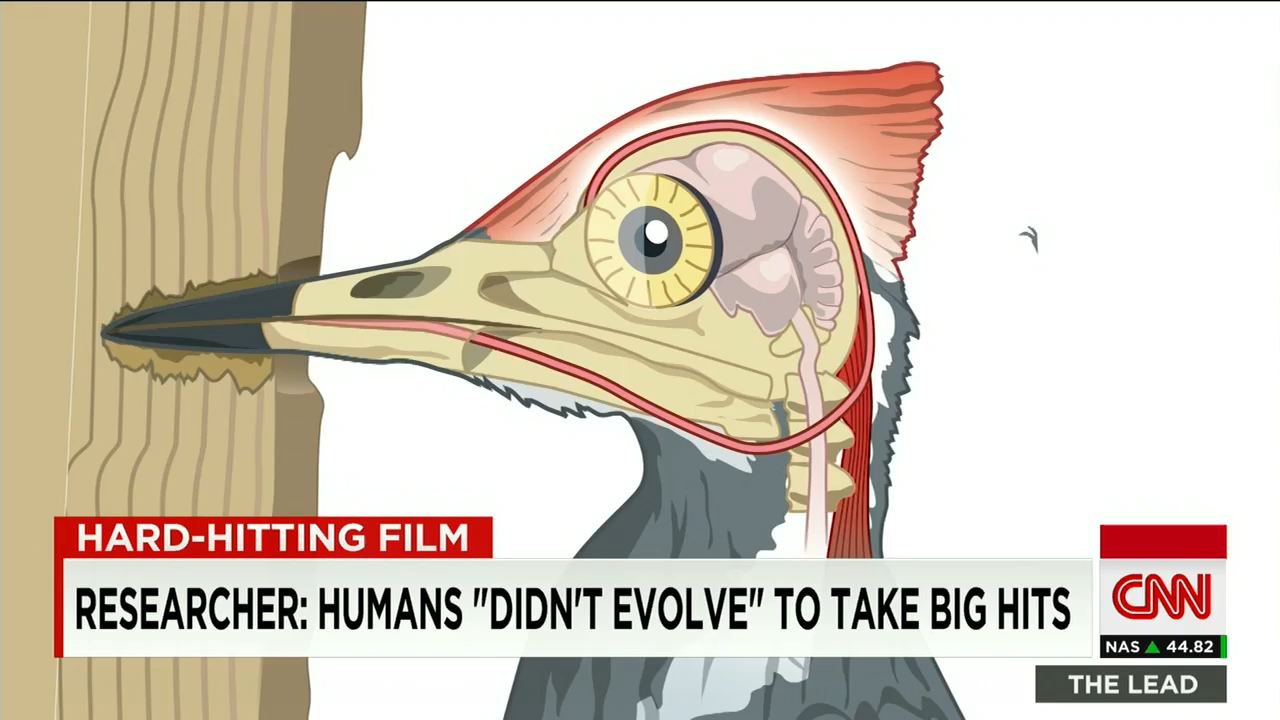 HARD-HITTING FILM
RESEARCHER: HUMANS "DIDN'T EVOLVE" TO TAKE BIG HITS
CNN
NAS ▲ 44.82
THE LEAD